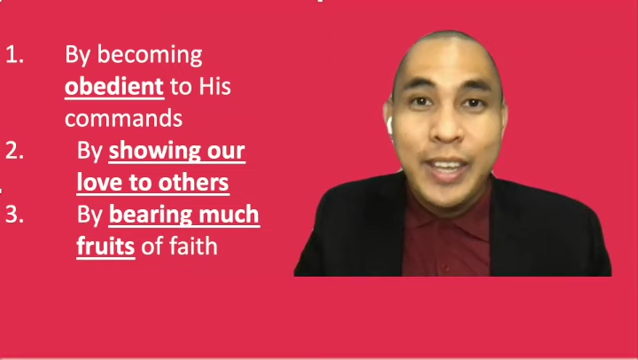 1. By becoming
obedient to His
commands
2. By showing our
love to others
3. By bearing much
fruits of faith